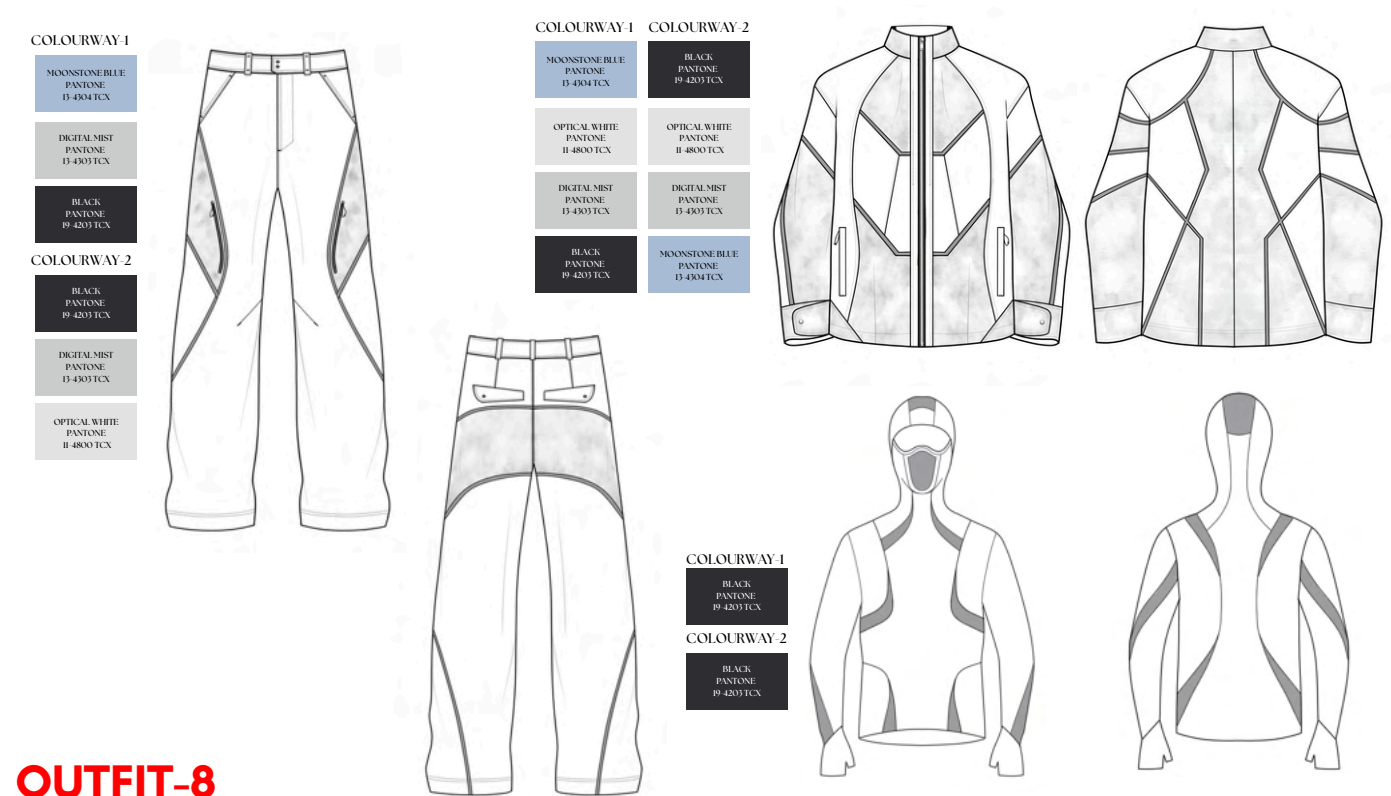 COLOURWAY-1
MOONSTONE BLUE
PANTONE
13-4304 TCX
DIGITAL MIST
PANTONE
13-4303 TCX
BLACK
PANTONE
19-4203 TCX
COLOURWAY-2
BLACK
PANTONE
19-4203 TCX
DIGITAL MIST
PANTONE
13-4303 TCX
OPTICAL WHITE
PANTONE
11-4800 TCX
COLOURWAY-1
MOONSTONE BLUE
PANTONE
13-4304 TCX
OPTICAL WHITE
PANTONE
11-4800 TCX
DIGITAL MIST
PANTONE
13-4303 TCX
BLACK
PANTONE
19-4203 TCX
COLOURWAY-2
BLACK
PANTONE
19-4203 TCX
OPTICAL WHITE
PANTONE
11-4800 TCX
DIGITAL MIST
PANTONE
13-4303 TCX
MOONSTONE BLUE
PANTONE
13-4304 TCX
COLOURWAY-1
BLACK
PANTONE
19-4203 TCX
COLOURWAY-2
BLACK
PANTONE
19-4203 TCX
OUTFIT-8